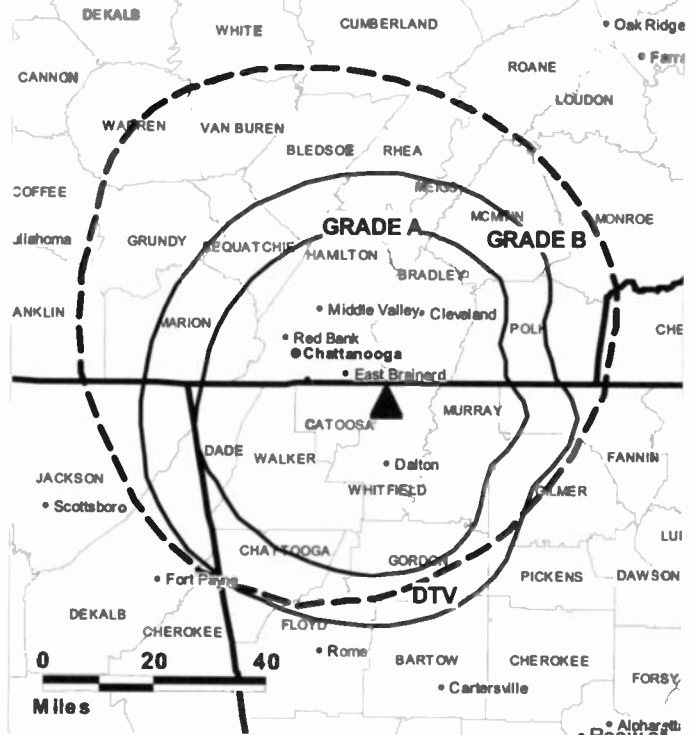 DEKALB
WHITE
CUMBERLAND
Oak Ridge
CANNON
ROANE
LOUDON
WARREN
VAN BUREN
BLEDSOE
RHEA
COFFEE
MEIGS
MCMINN
MONROE
GRADE A
GRADE B
ullahoma
GRUNDY
SEQUATCHIE
HAMILTON
BRADLEY
ANKLIN
MARION
Middle Valley
Cleveland
POLK
CHE
Red Bank
Chattanooga
East Brainerd
CATOOSA
MURRAY
DADE
WALKER
Dalton
FANNIN
JACKSON
Scottsboro
WHITFIELD
GILMER
LUI
CHATTOOGA
GORDON
Fort Payne
PICKENS
DAWSON
DTV
DEKALB
CHEROKEE
FLOYD
Rome
BARTOW
CHEROKEE
0 20 40
Miles
FORSY
Cartersville